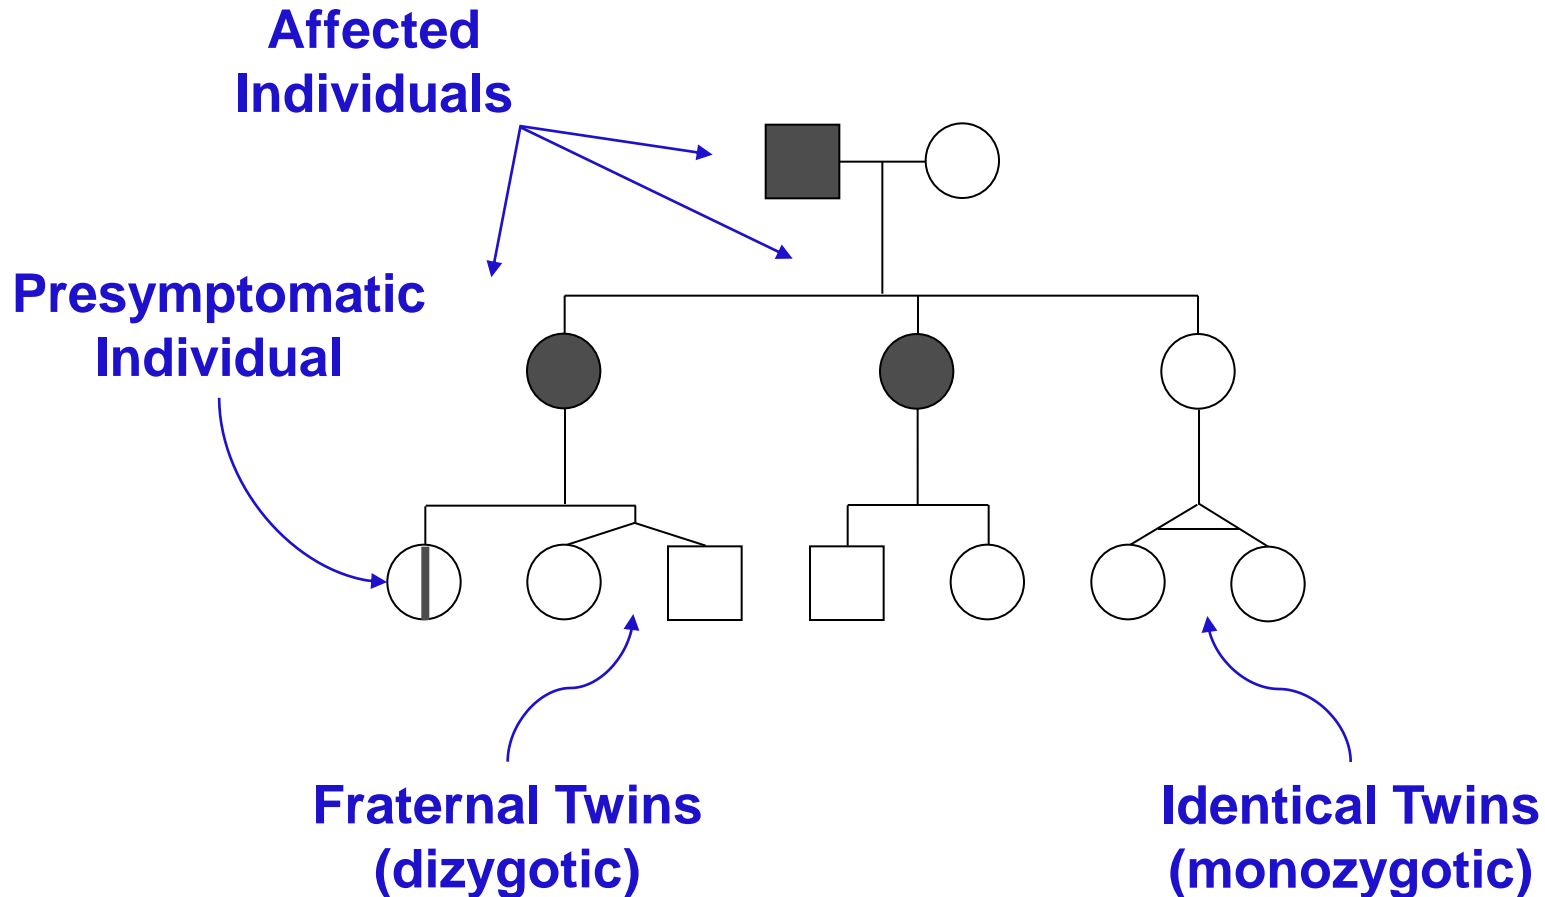 Affected
Individuals
Presymptomatic
Individual
Fraternal Twins
(dizygotic)
Identical Twins
(monozygotic)